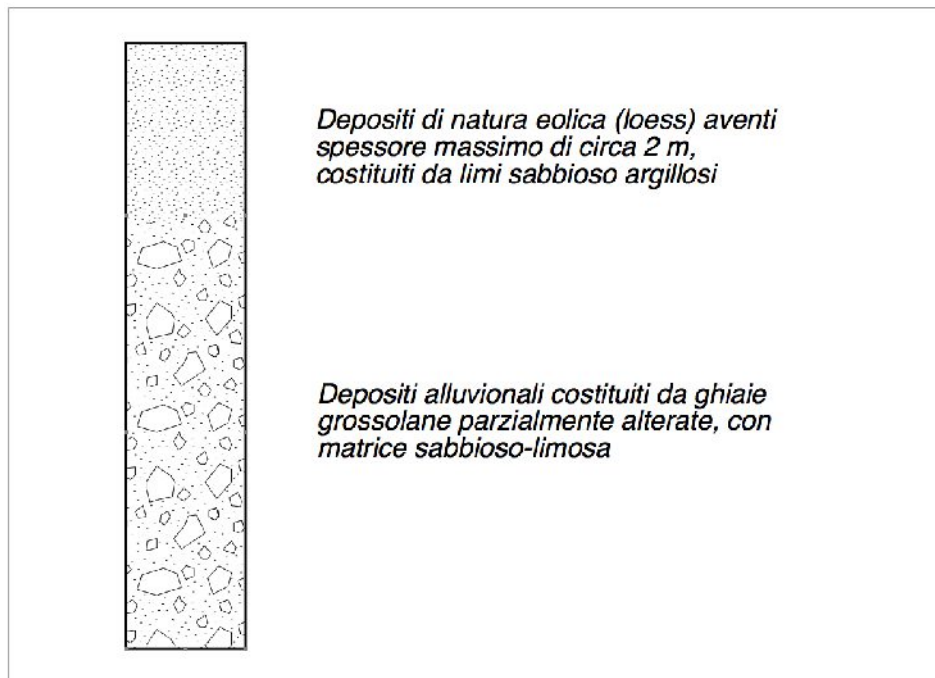 Depositi di natura eolica (loess) aventi
spessore massimo di circa 2 m,
costituiti da limi sabbioso argillosi
Depositi alluvionali costituiti da ghiaie
grossolane parzialmente alterate, con
matrice sabbioso-limosa